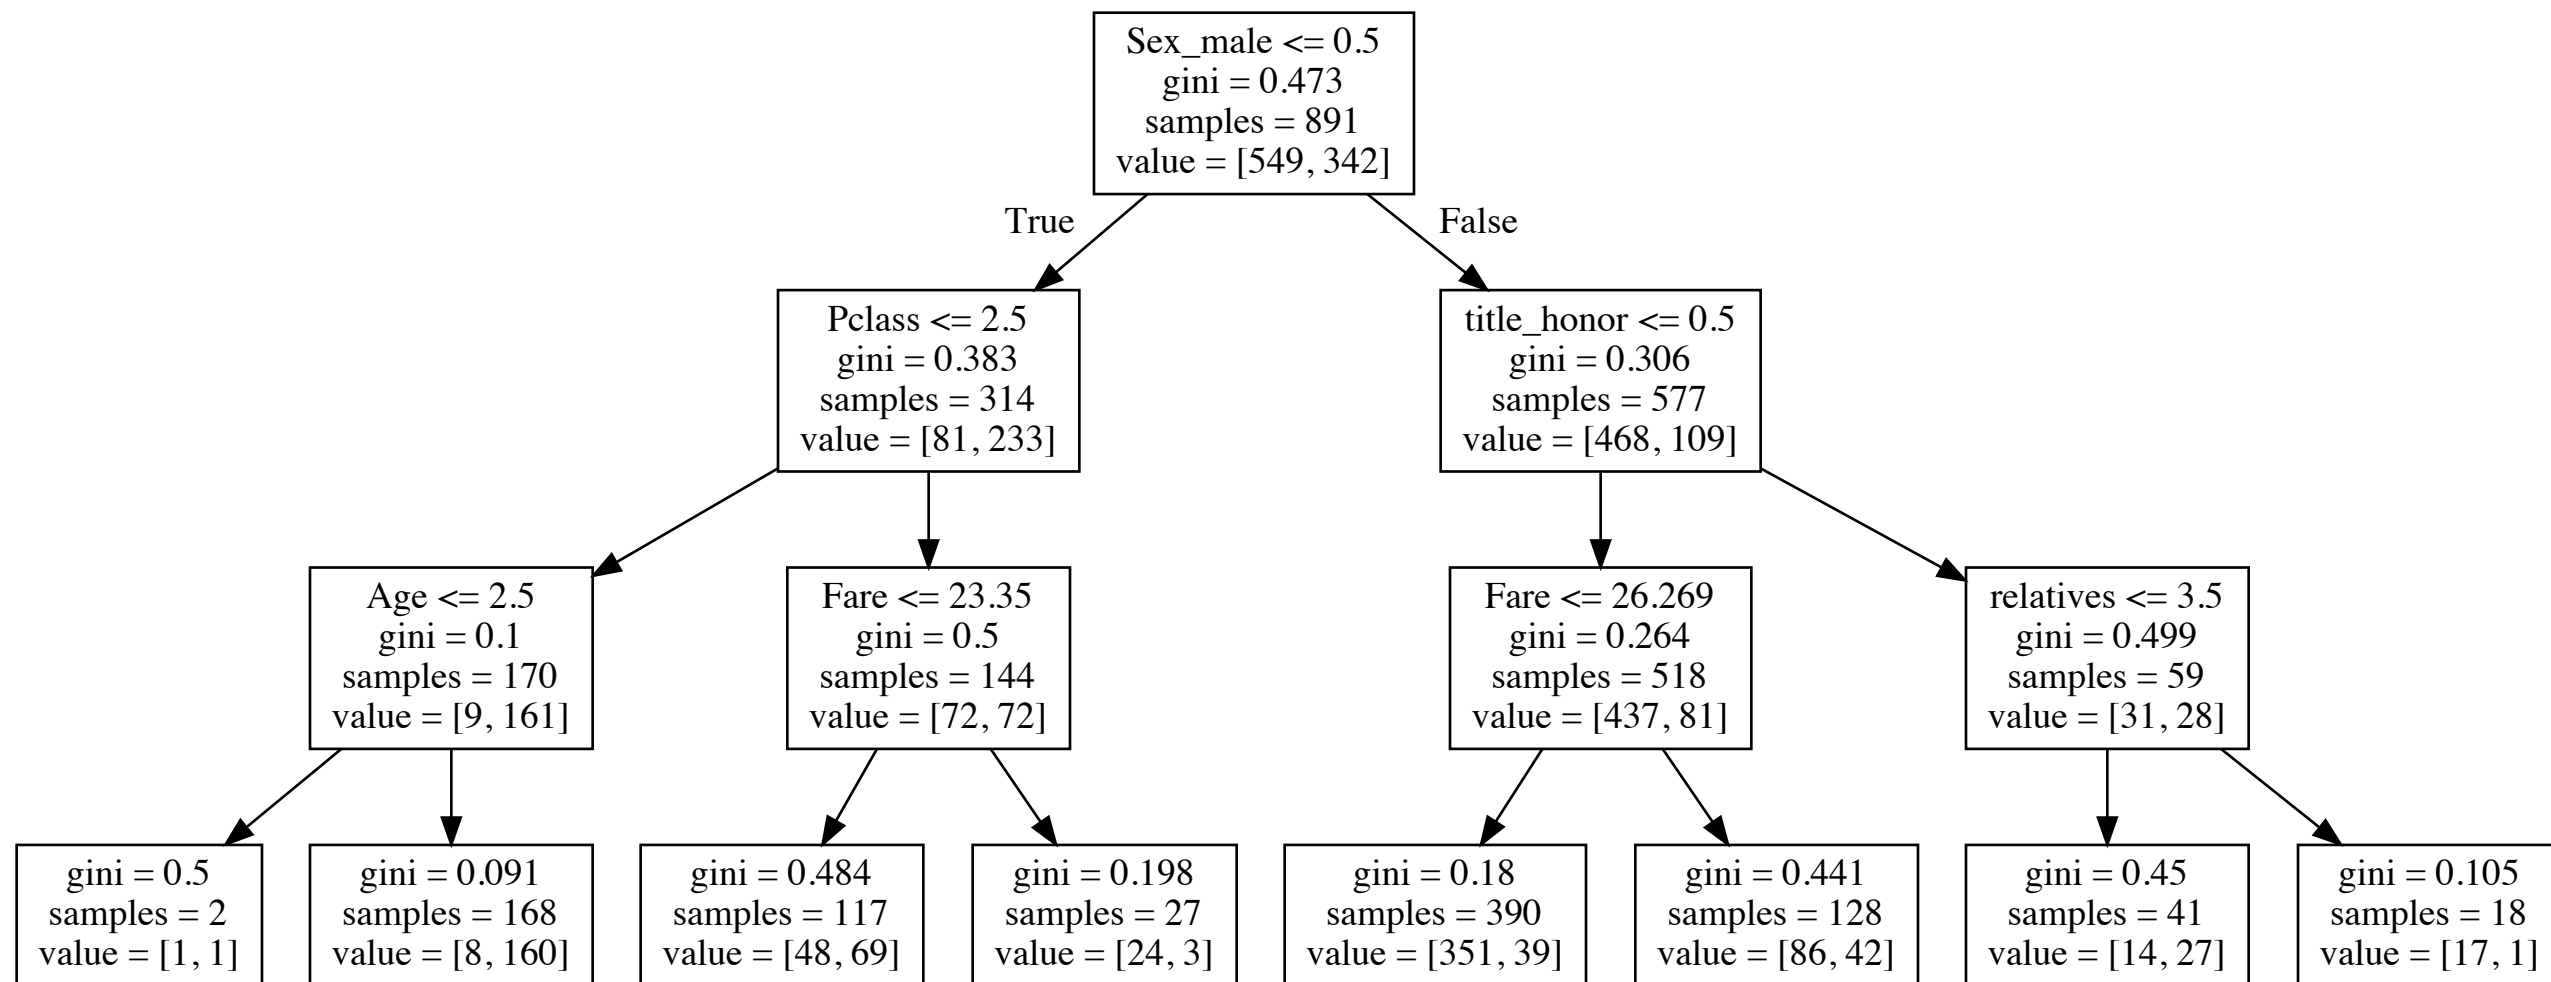 Sex_male <= 0.5
gini = 0.473
samples = 891
value = [549, 342]
True
False
Pclass <= 2.5
gini = 0.383
samples = 314
value = [81, 233]
title_honor <= 0.5
gini = 0.306
samples = 577
value = [468, 109]
Age <= 2.5
gini = 0.1
samples = 170
value = [9, 161]
Fare <= 23.35
gini = 0.5
samples = 144
value = [72, 72]
Fare <= 26.269
gini = 0.264
samples = 518
value = [437, 81]
relatives <= 3.5
gini = 0.499
samples = 59
value = [31, 28]
gini = 0.5
samples = 2
value = [1, 1]
gini = 0.091
samples = 168
value = [8, 160]
gini = 0.484
samples = 117
value = [48, 69]
gini = 0.198
samples = 27
value = [24, 3]
gini = 0.18
samples = 390
value = [351, 39]
gini = 0.441
samples = 128
value = [86, 42]
gini = 0.45
samples = 41
value = [14, 27]
gini = 0.105
samples = 18
value = [17, 1]